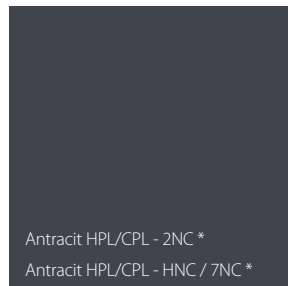 Antracit HPL/CPL - 2NC *
Antracit HPL/CPL - HNC / 7NC *